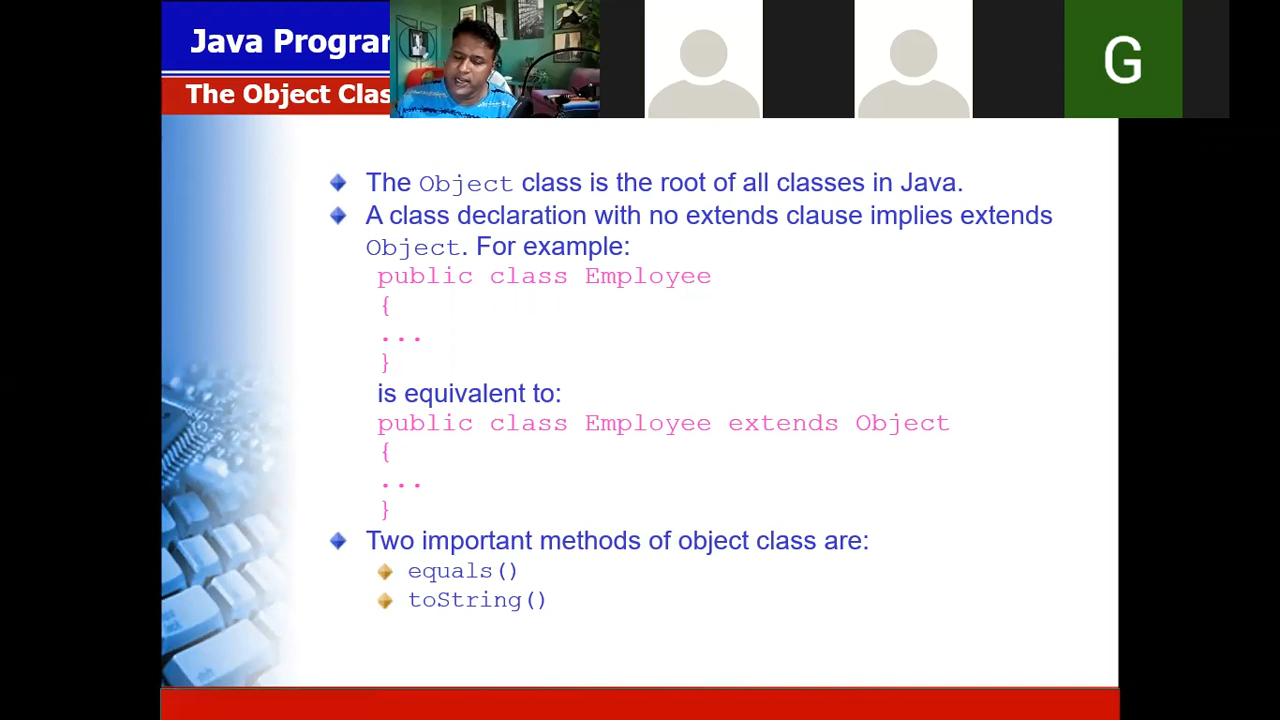 Java Progra
The Object Clas
G
The Object class is the root of all classes in Java.
A class declaration with no extends clause implies extends
Object. For example:
public class Employee
{
...
}
is equivalent to:
public class Employee extends Object
{
...
}
Two important methods of object class are:
equals()
toString()